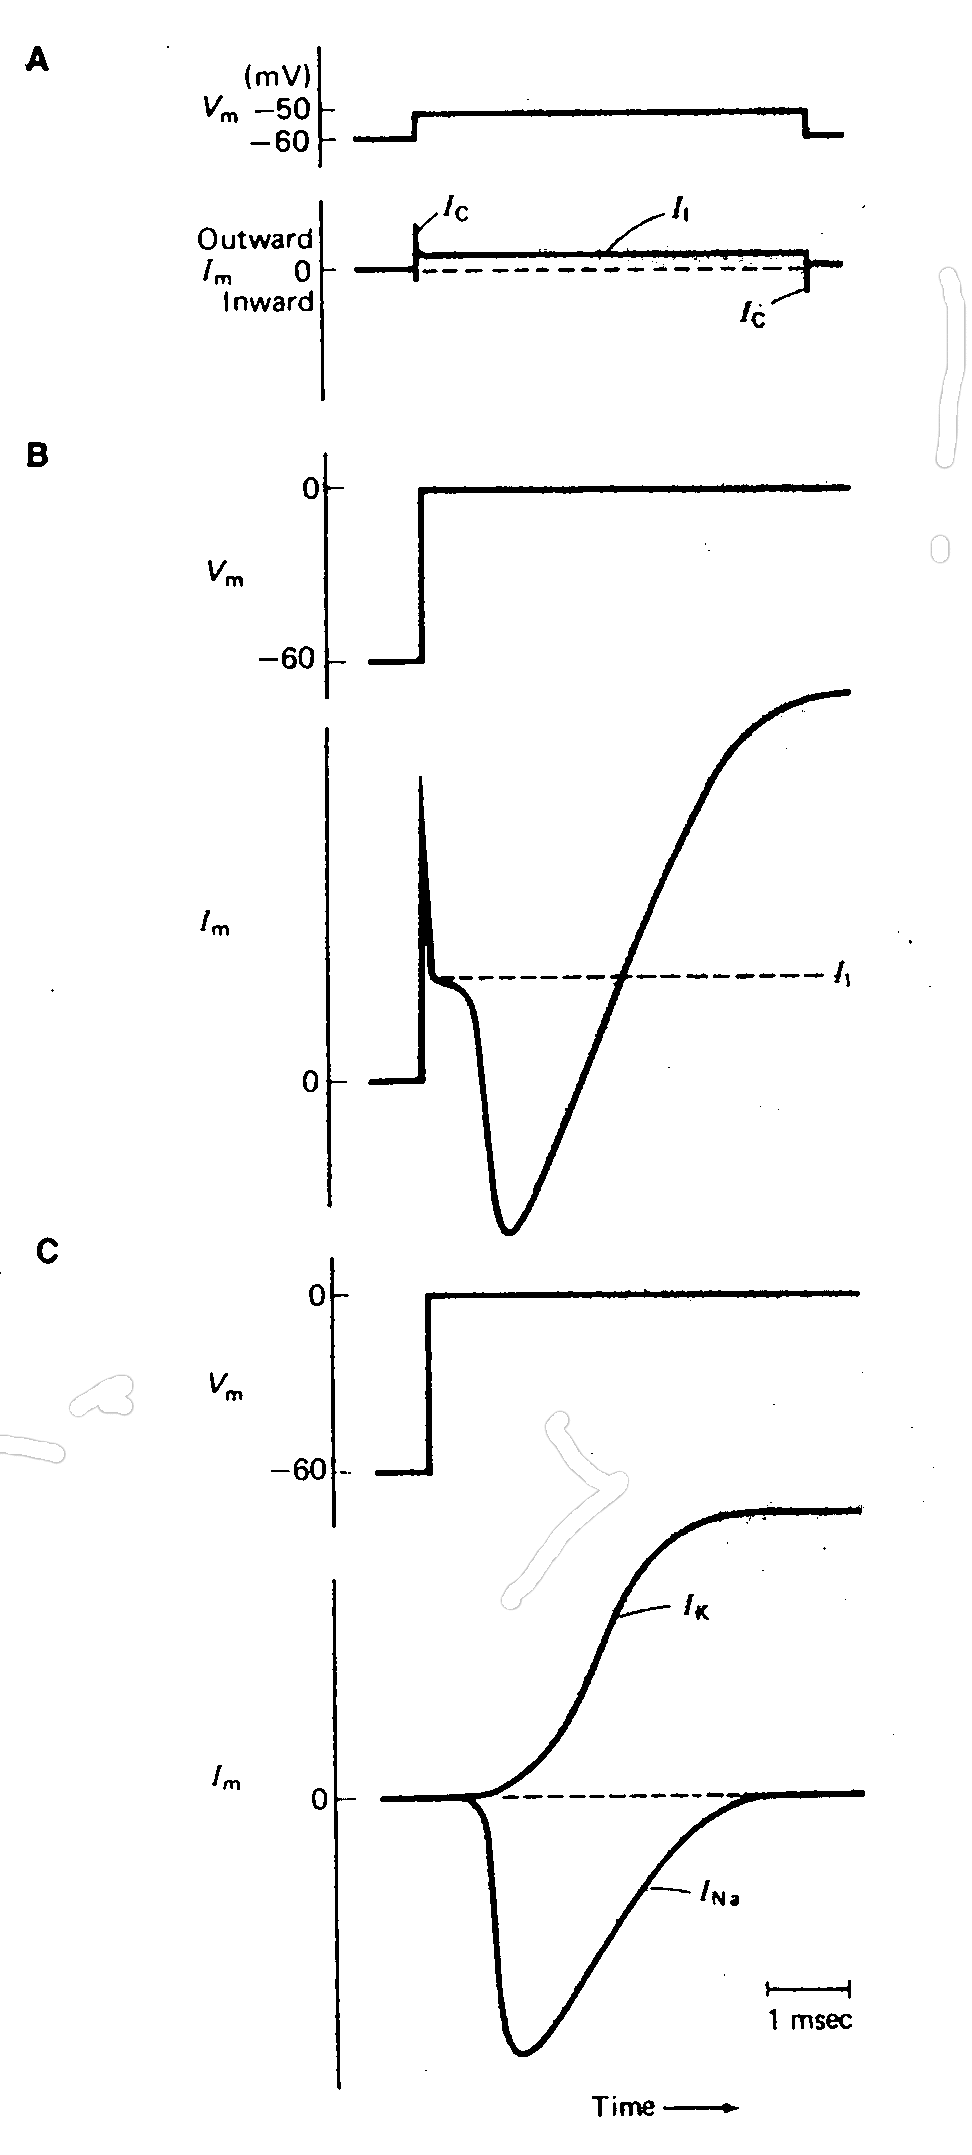 A
(mV)
Vm −50
−60
IC
Il
Outward
Im 0
Inward
IC
B
0
Vm
−60
Im
Il
0
C
0
Vm
−60
IK
Im
0
INa
1 msec
Time